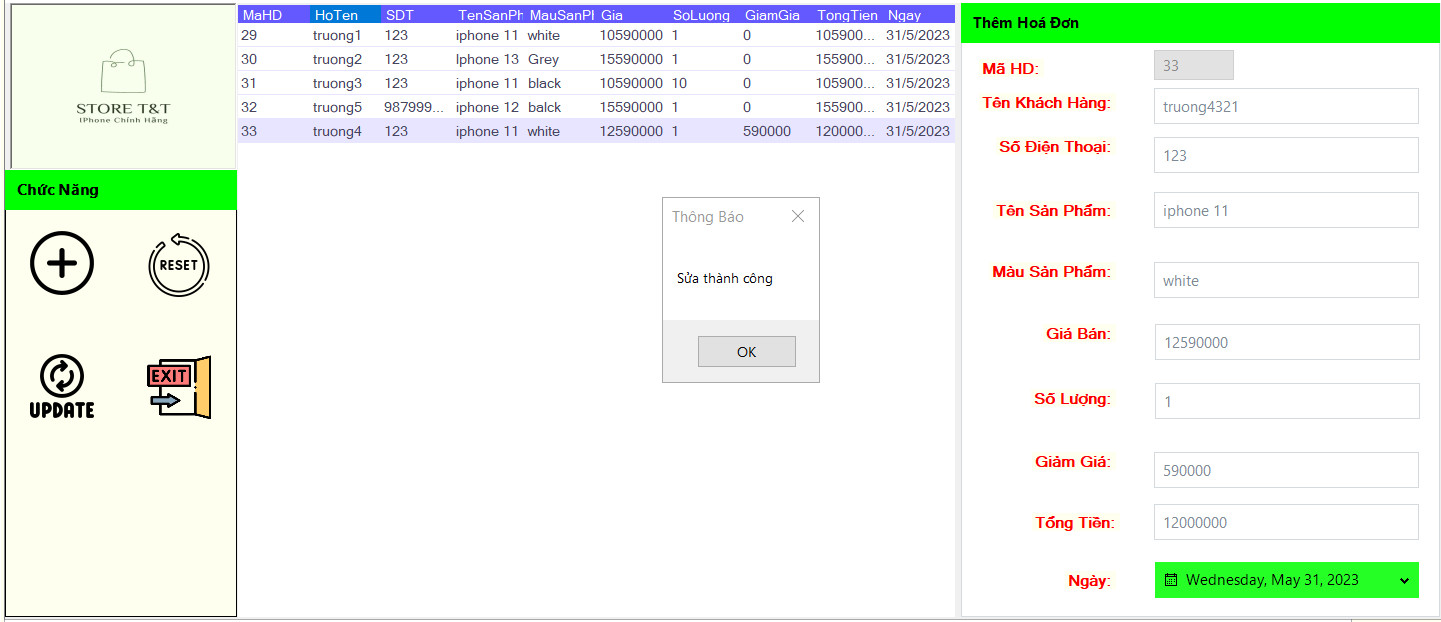 STORE T&T
IPhone Chính Hãng
Chức Năng
RESET
UPDATE
EXIT
MaHD HoTen SDT TenSanPh MauSanPl Gia SoLuong GiamGia TongTien Ngay
29 truong1 123 iphone 11 white 10590000 1 0 105900... 31/5/2023
30 truong2 123 Iphone 13 Grey 15590000 1 0 155900... 31/5/2023
31 truong3 123 iphone 11 black 10590000 10 0 105900... 31/5/2023
32 truong5 987999... iphone 12 balck 15590000 1 0 155900... 31/5/2023
33 truong4 123 iphone 11 white 12590000 1 590000 120000... 31/5/2023
Thông Báo
Sửa thành công
OK
Thêm Hoá Đơn
Mã HD: 33
Tên Khách Hàng: truong4321
Số Điện Thoại: 123
Tên Sản Phẩm: iphone 11
Màu Sản Phẩm: white
Giá Bán: 12590000
Số Lượng: 1
Giảm Giá: 590000
Tổng Tiền: 12000000
Ngày: Wednesday, May 31, 2023